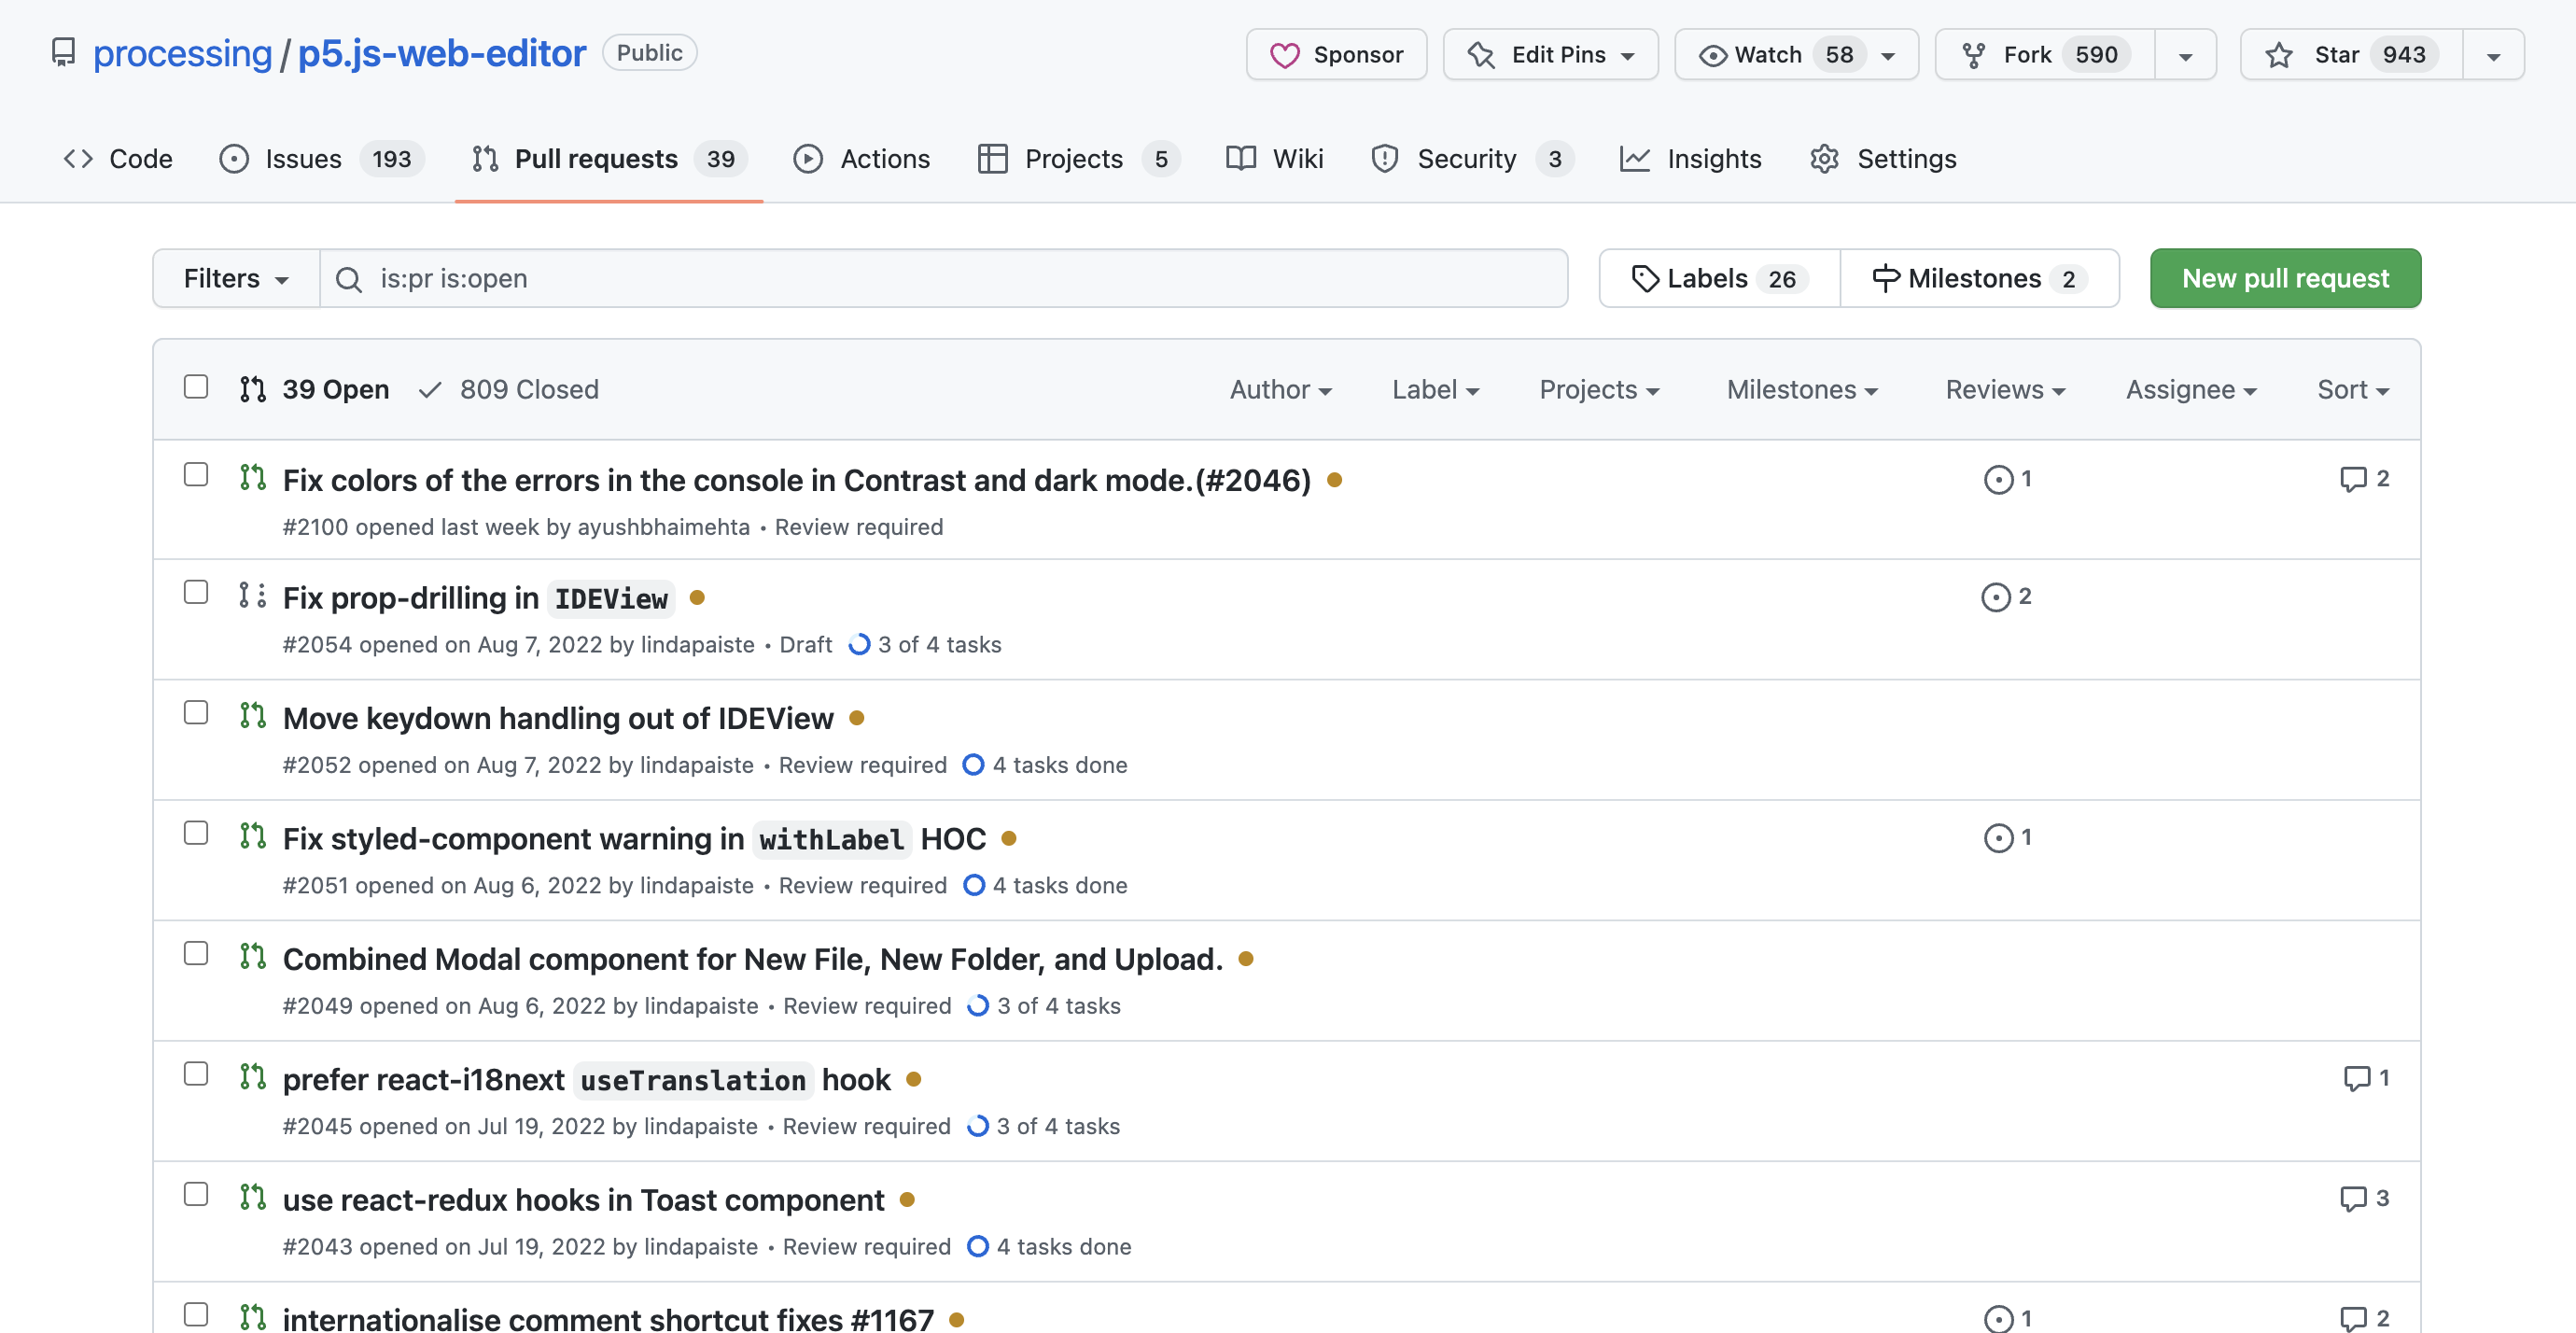 processing / p5.js-web-editor Public Sponsor Edit Pins Watch 58 Fork 590 Star 943
Code Issues 193 Pull requests 39 Actions Projects 5 Wiki Security 3 Insights Settings
Filters is:pr is:open Labels 26 Milestones 2 New pull request
39 Open 809 Closed Author Label Projects Milestones Reviews Assignee Sort
Fix colors of the errors in the console in Contrast and dark mode.(#2046) 1 2
#2100 opened last week by ayushbhaimehta • Review required
Fix prop-drilling in IDEView 2
#2054 opened on Aug 7, 2022 by lindapaiste • Draft 3 of 4 tasks
Move keydown handling out of IDEView
#2052 opened on Aug 7, 2022 by lindapaiste • Review required 4 tasks done
Fix styled-component warning in withLabel HOC 1
#2051 opened on Aug 6, 2022 by lindapaiste • Review required 4 tasks done
Combined Modal component for New File, New Folder, and Upload.
#2049 opened on Aug 6, 2022 by lindapaiste • Review required 3 of 4 tasks
prefer react-i18next useTranslation hook 1
#2045 opened on Jul 19, 2022 by lindapaiste • Review required 3 of 4 tasks
use react-redux hooks in Toast component 3
#2043 opened on Jul 19, 2022 by lindapaiste • Review required 4 tasks done
internationalise comment shortcut fixes #1167 1 2